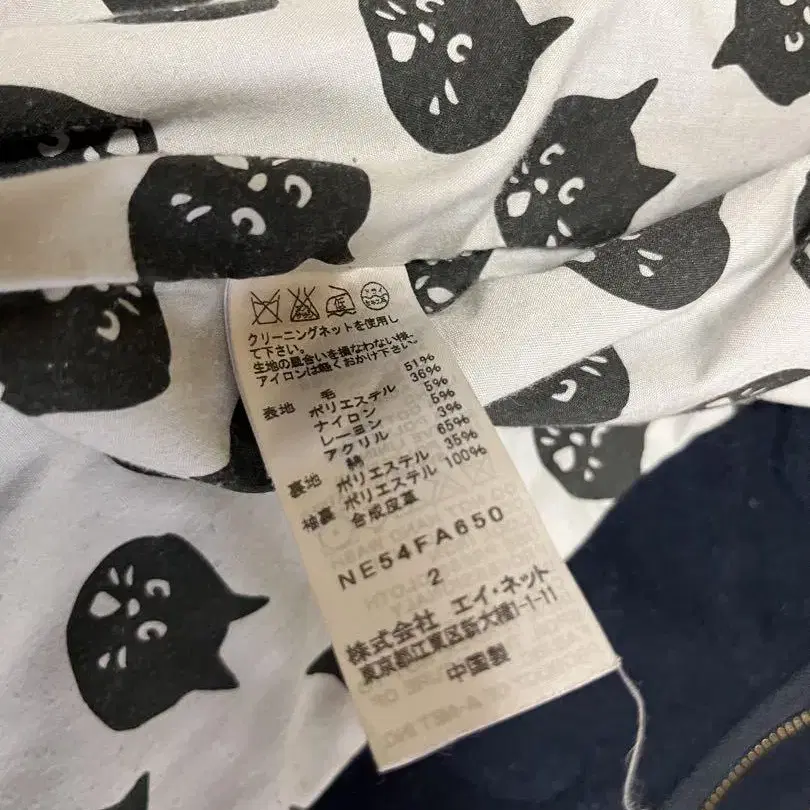 クリーニングネットを使用し
て下さい。
生地の風合いを損なわない様、
アイロンは軽くおかけ下さい。
表地 毛 51%
ポリエステル 36%
ナイロン 5%
レーヨン 5%
アクリル 3%
裏地 綿 65%
ポリエステル 35%
袖裏 ポリエステル 100%
合成皮革
NE54FA650
2
株式会社 エイ・ネット
東京都江東区新大橋1-1-11
中国製